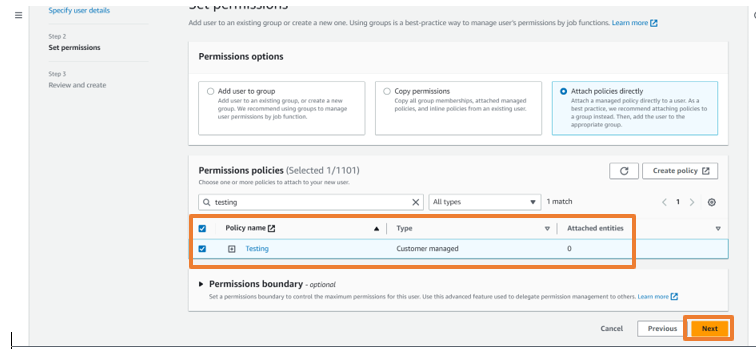 Specify user details
Set permissions
Add user to an existing group or create a new one. Using groups is a best-practice way to manage user's permissions by job functions. Learn more
Step 2
Set permissions
Step 3
Review and create
Permissions options
Add user to group
Add user to an existing group, or create a new
group. We recommend using groups to manage
user permissions by job function.
Copy permissions
Copy all group memberships, attached managed
policies, and inline policies from an existing user.
Attach policies directly
Attach a managed policy directly to a user. As a
best practice, we recommend attaching policies to
a group instead. Then, add the user to the
appropriate group.
Permissions policies (Selected 1/1101)
Choose one or more policies to attach to your new user.
Create policy
testing
All types
1 match
1
Policy name
Type
Attached entities
Testing
Customer managed
0
Permissions boundary - optional
Set a permissions boundary to control the maximum permissions for this user. Use this advanced feature used to delegate permission management to others. Learn more
Cancel
Previous
Next